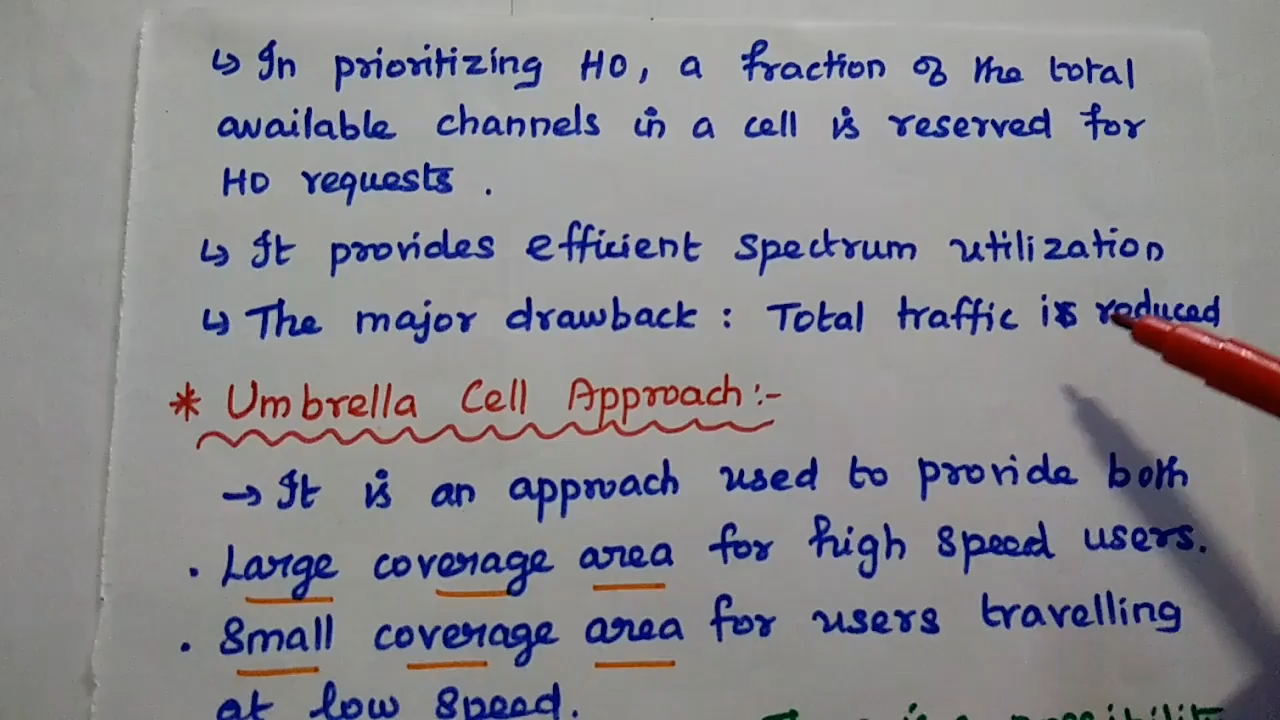 ↳ In prioritizing HO, a fraction of the total
available channels in a cell is reserved for
HO requests.
↳ It provides efficient spectrum utilization
↳ The major drawback : Total traffic is reduced
* Umbrella Cell Approach :-
→ It is an approach used to provide both
. Large coverage area for high speed users.
. Small coverage area for users travelling
at low speed.
is a